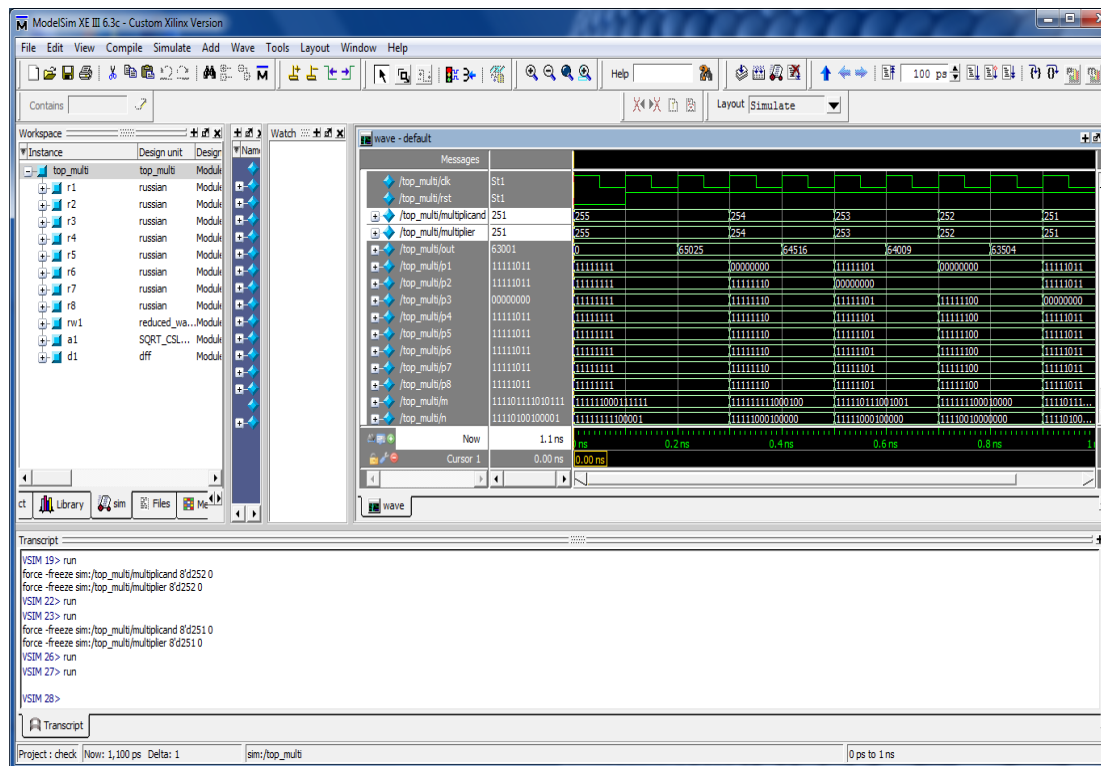 ModelSim XE III 6.3c - Custom Xilinx Version
File Edit View Compile Simulate Add Wave Tools Layout Window Help
Help 100 ps
Contains Layout Simulate
Workspace
Instance Design unit Design
top_multi top_multi Module
r1 russian Module
r2 russian Module
r3 russian Module
r4 russian Module
r5 russian Module
r6 russian Module
r7 russian Module
r8 russian Module
rw1 reduced_wa...Module
a1 SQRT_CSL... Module
d1 dff Module
ct Library sim Files Me
Nam
Watch
wave - default
Messages
/top_multi/clk St1
/top_multi/rst St1
/top_multi/multiplicand 251 255 254 253 252 251
/top_multi/multiplier 251 255 254 253 252 251
/top_multi/out 63001 0 65025 64516 64009 63504
/top_multi/p1 11111011 11111111 00000000 11111101 00000000 11111011
/top_multi/p2 11111011 11111111 11111110 00000000 11111011
/top_multi/p3 00000000 11111111 11111110 11111101 11111100 00000000
/top_multi/p4 11111011 11111111 11111110 11111101 11111100 11111011
/top_multi/p5 11111011 11111111 11111110 11111101 11111100 11111011
/top_multi/p6 11111011 11111111 11111110 11111101 11111100 11111011
/top_multi/p7 11111011 11111111 11111110 11111101 11111100 11111011
/top_multi/p8 11111011 11111111 11111110 11111101 11111100 11111011
/top_multi/m 111101111010111 111111000111111 111111111000100 111110111001001 111111100010000 11110111...
/top_multi/n 11110100100001 11111111100001 11111000100000 11111000100000 11110010000000 11110100...
Now 1.1 ns ns 0.2 ns 0.4 ns 0.6 ns 0.8 ns 1
Cursor 1 0.00 ns 0.00 ns
wave
Transcript
VSIM 19> run
force -freeze sim:/top_multi/multiplicand 8'd252 0
force -freeze sim:/top_multi/multiplier 8'd252 0
VSIM 22> run
VSIM 23> run
force -freeze sim:/top_multi/multiplicand 8'd251 0
force -freeze sim:/top_multi/multiplier 8'd251 0
VSIM 26> run
VSIM 27> run
VSIM 28>
Transcript
Project : check Now: 1,100 ps Delta: 1 sim:/top_multi 0 ps to 1 ns